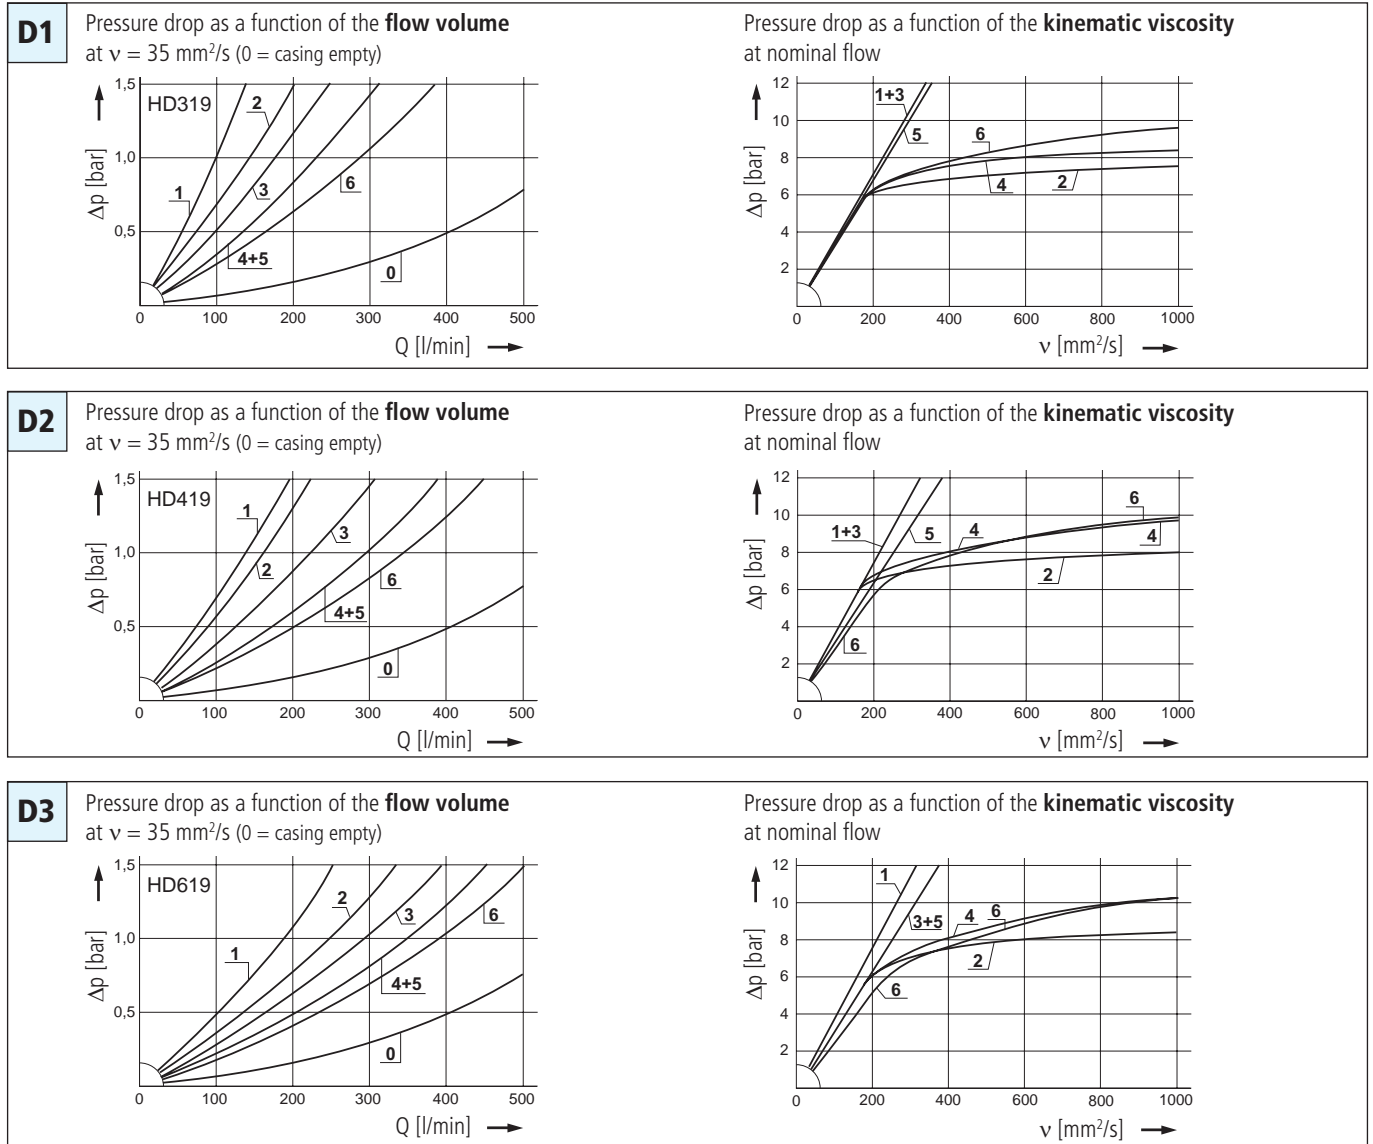 D1
Pressure drop as a function of the flow volume
at ν = 35 mm²/s (0 = casing empty)
HD319
1,5
1,0
0,5
Δp [bar]
1
2
3
4+5
6
0
0 100 200 300 400 500
Q [l/min]
Pressure drop as a function of the kinematic viscosity
at nominal flow
12
10
8
6
4
2
Δp [bar]
1+3
5
6
4
2
0 200 400 600 800 1000
ν [mm²/s]
D2
Pressure drop as a function of the flow volume
at ν = 35 mm²/s (0 = casing empty)
HD419
1,5
1,0
0,5
Δp [bar]
1
2
3
4+5
6
0
0 100 200 300 400 500
Q [l/min]
Pressure drop as a function of the kinematic viscosity
at nominal flow
12
10
8
6
4
2
Δp [bar]
1+3
5
4
6
4
2
6
0 200 400 600 800 1000
ν [mm²/s]
D3
Pressure drop as a function of the flow volume
at ν = 35 mm²/s (0 = casing empty)
HD619
1,5
1,0
0,5
Δp [bar]
1
2
3
6
4+5
0
0 100 200 300 400 500
Q [l/min]
Pressure drop as a function of the kinematic viscosity
at nominal flow
12
10
8
6
4
2
Δp [bar]
1
3+5
4
6
2
6
0 200 400 600 800 1000
ν [mm²/s]